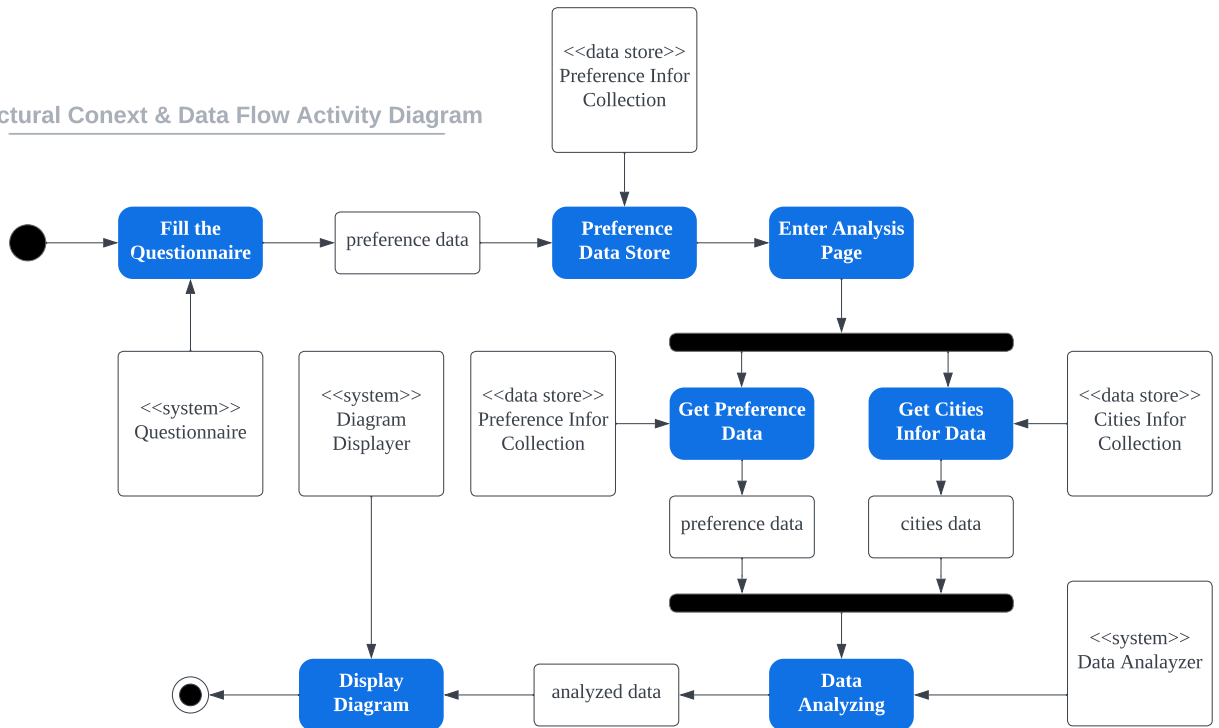 <<data store>>
Preference Infor
Collection
Conext & Data Flow Activity Diagram
Fill the
Questionnaire
preference data
Preference
Data Store
Enter Analysis
Page
<<system>>
Questionnaire
<<system>>
Diagram
Displayer
<<data store>>
Preference Infor
Collection
Get Preference
Data
Get Cities
Infor Data
<<data store>>
Cities Infor
Collection
preference data
cities data
<<system>>
Data Analayzer
Display
Diagram
analyzed data
Data
Analyzing